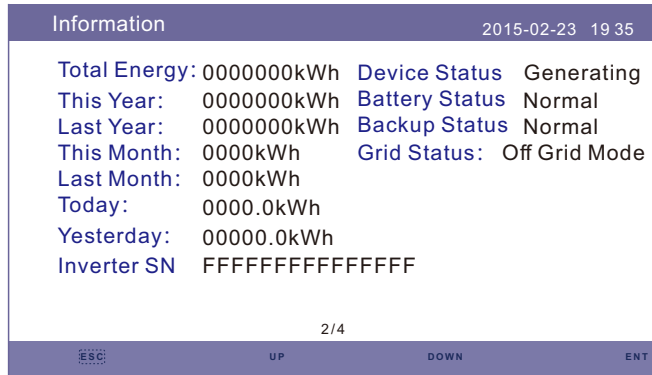 Information 2015-02-23 19 35
Total Energy: 0000000kWh Device Status Generating
This Year: 0000000kWh Battery Status Normal
Last Year: 0000000kWh Backup Status Normal
This Month: 0000kWh Grid Status: Off Grid Mode
Last Month: 0000kWh
Today: 0000.0kWh
Yesterday: 00000.0kWh
Inverter SN FFFFFFFFFFFFFFF
2/4
ESC UP DOWN ENT